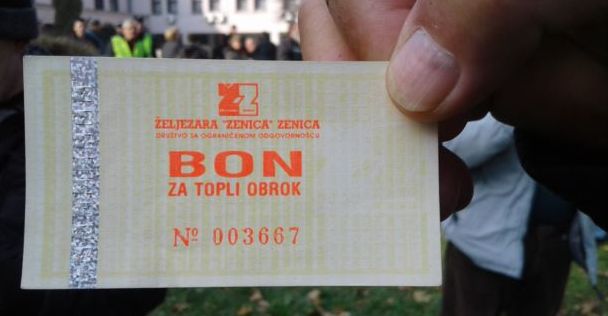 ŽZ
ŽELJEZARA "ZENICA" ZENICA
DRUŠTVO SA OGRANIČENOM ODGOVORNOŠĆU
BON
ZA TOPLI OBROK
Nº 003667